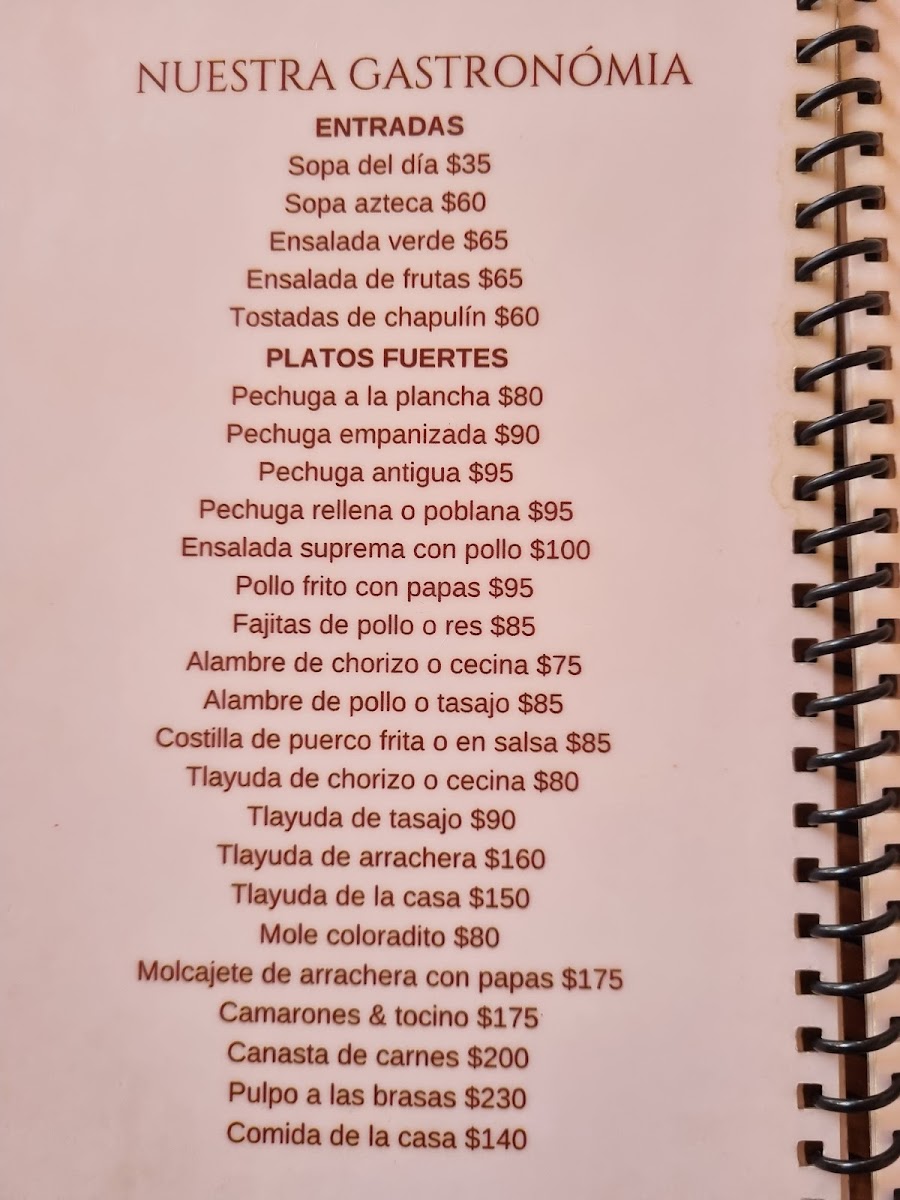 NUESTRA GASTRONÓMIA
ENTRADAS
Sopa del día $35
Sopa azteca $60
Ensalada verde $65
Ensalada de frutas $65
Tostadas de chapulín $60
PLATOS FUERTES
Pechuga a la plancha $80
Pechuga empanizada $90
Pechuga antigua $95
Pechuga rellena o poblana $95
Ensalada suprema con pollo $100
Pollo frito con papas $95
Fajitas de pollo o res $85
Alambre de chorizo o cecina $75
Alambre de pollo o tasajo $85
Costilla de puerco frita o en salsa $85
Tlayuda de chorizo o cecina $80
Tlayuda de tasajo $90
Tlayuda de arrachera $160
Tlayuda de la casa $150
Mole coloradito $80
Molcajete de arrachera con papas $175
Camarones & tocino $175
Canasta de carnes $200
Pulpo a las brasas $230
Comida de la casa $140